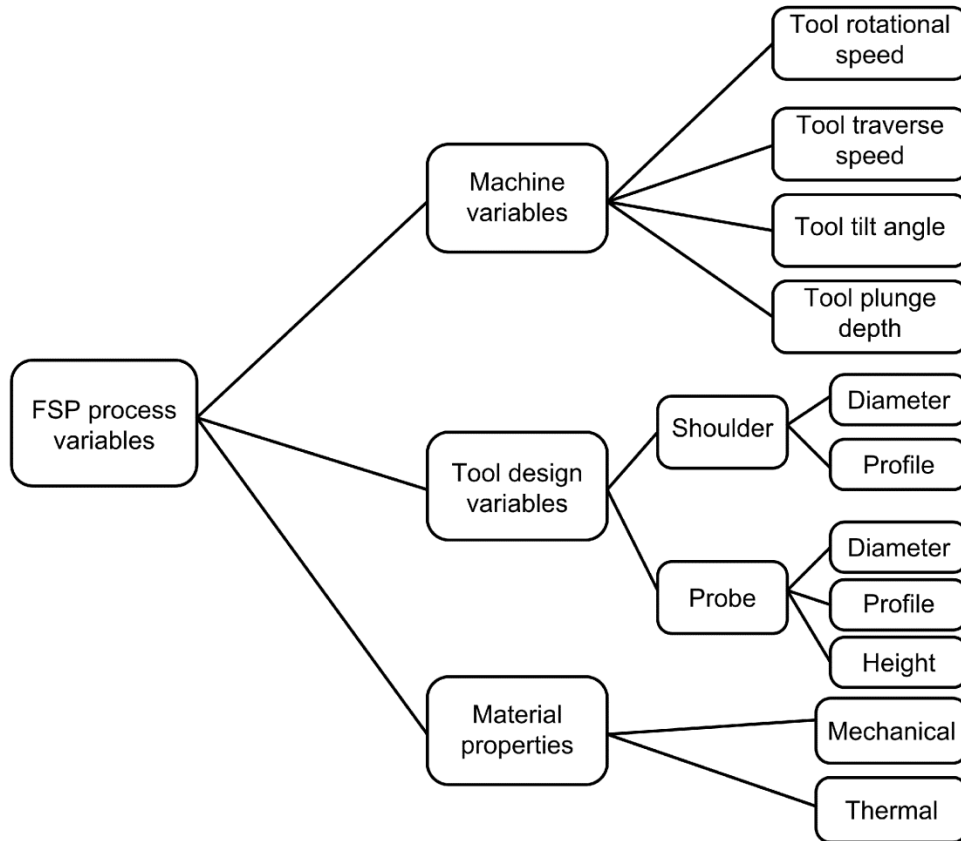 FSP process
variables
Machine
variables
Tool rotational
speed
Tool traverse
speed
Tool tilt angle
Tool plunge
depth
Tool design
variables
Shoulder
Diameter
Profile
Probe
Diameter
Profile
Height
Material
properties
Mechanical
Thermal